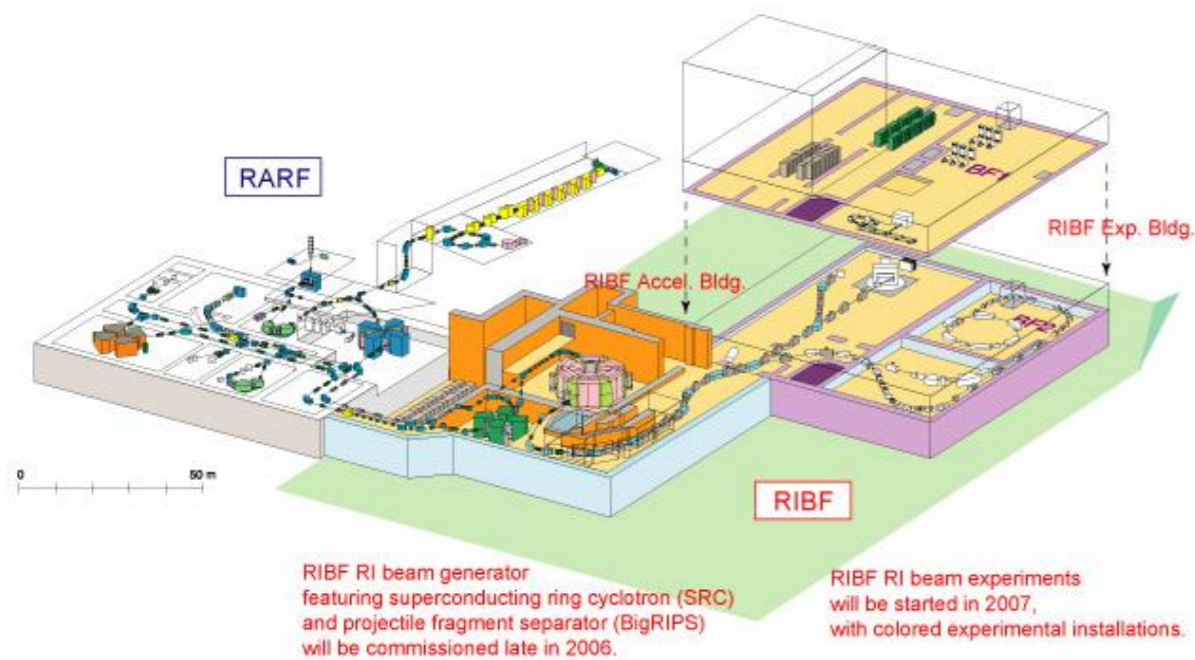 RARF
BF1
RIBF Exp. Bldg.
RIBF Accel. Bldg.
BF2
0
50 m
RIBF
RIBF RI beam generator
featuring superconducting ring cyclotron (SRC)
and projectile fragment separator (BigRIPS)
will be commissioned late in 2006.
RIBF RI beam experiments
will be started in 2007,
with colored experimental installations.